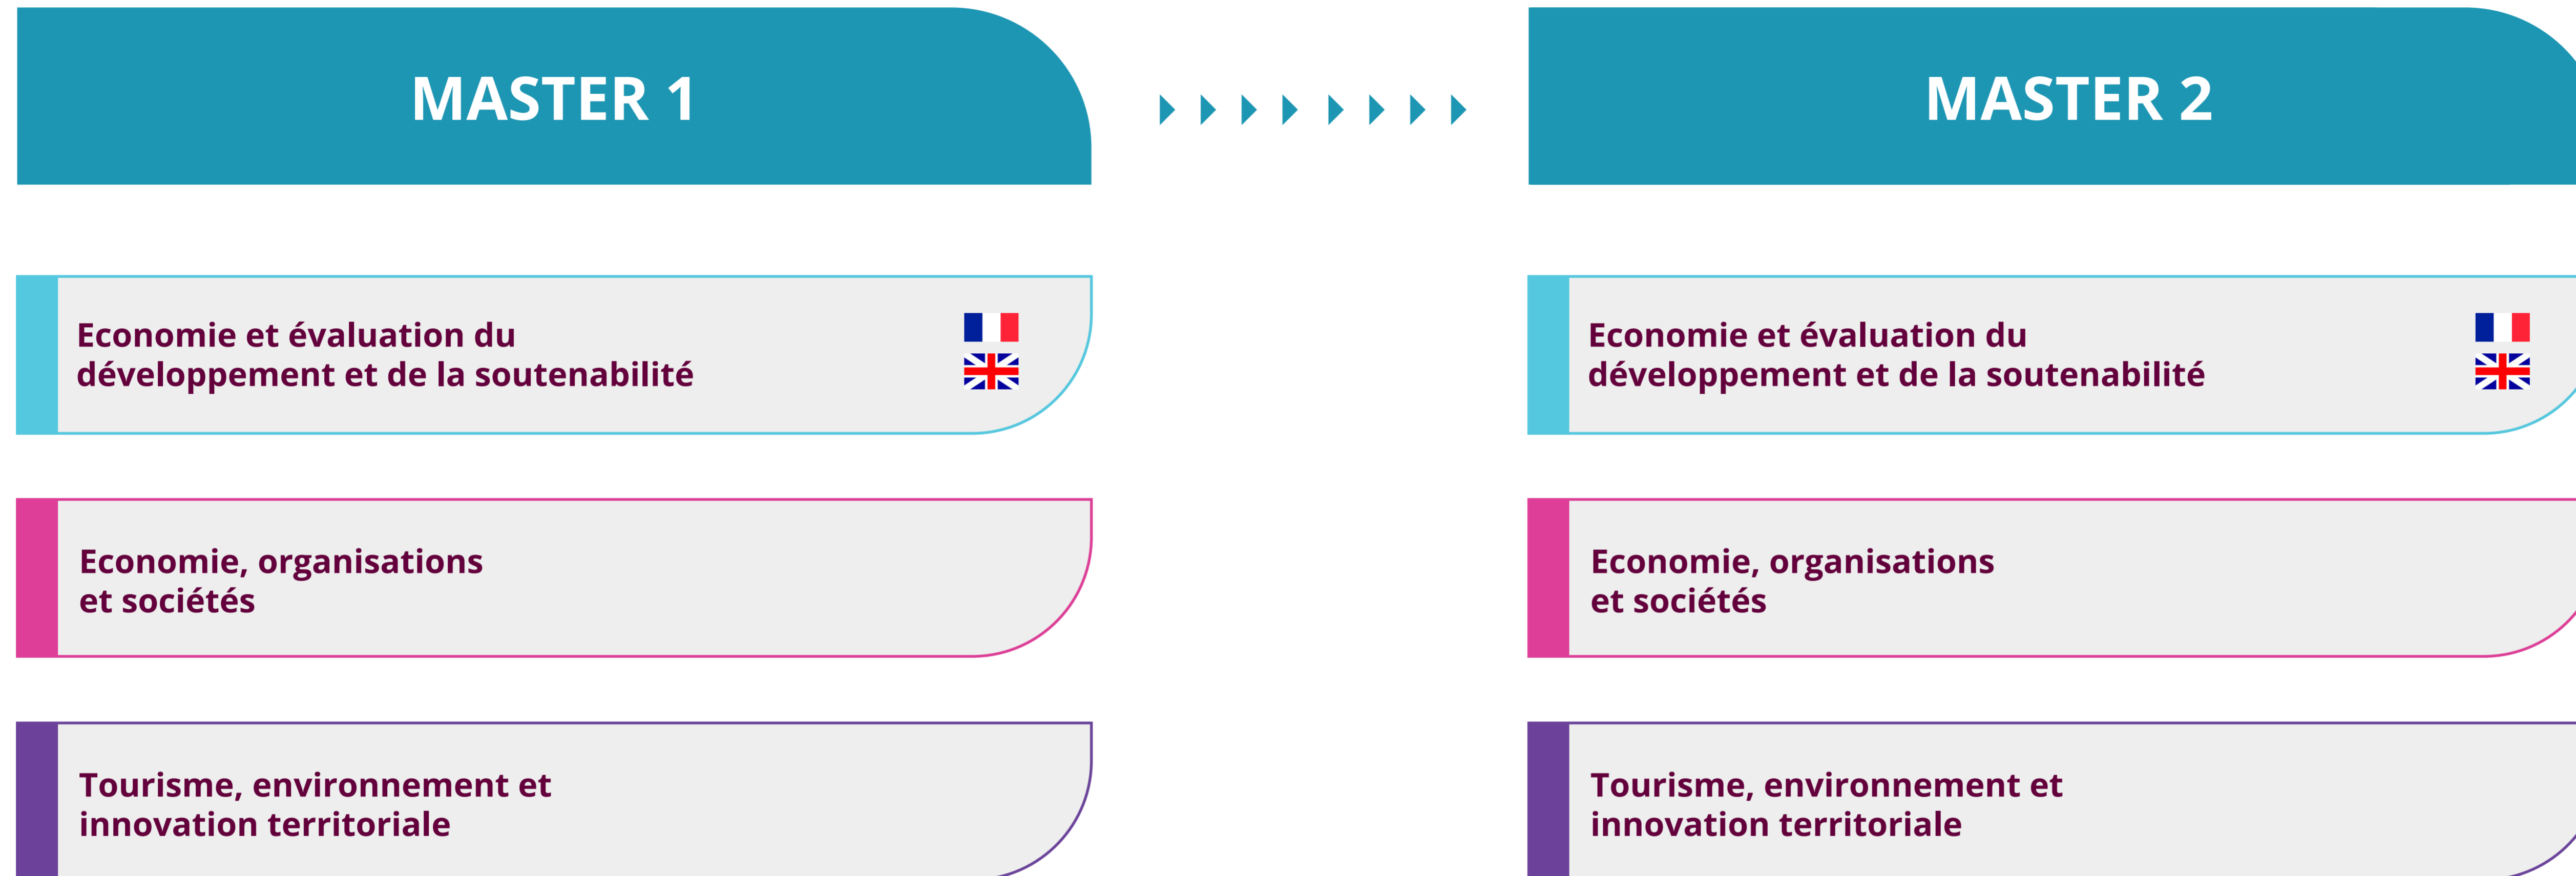 MASTER 1
MASTER 2
Economie et évaluation du
développement et de la soutenabilité
Economie et évaluation du
développement et de la soutenabilité
Economie, organisations
et sociétés
Economie, organisations
et sociétés
Tourisme, environnement et
innovation territoriale
Tourisme, environnement et
innovation territoriale